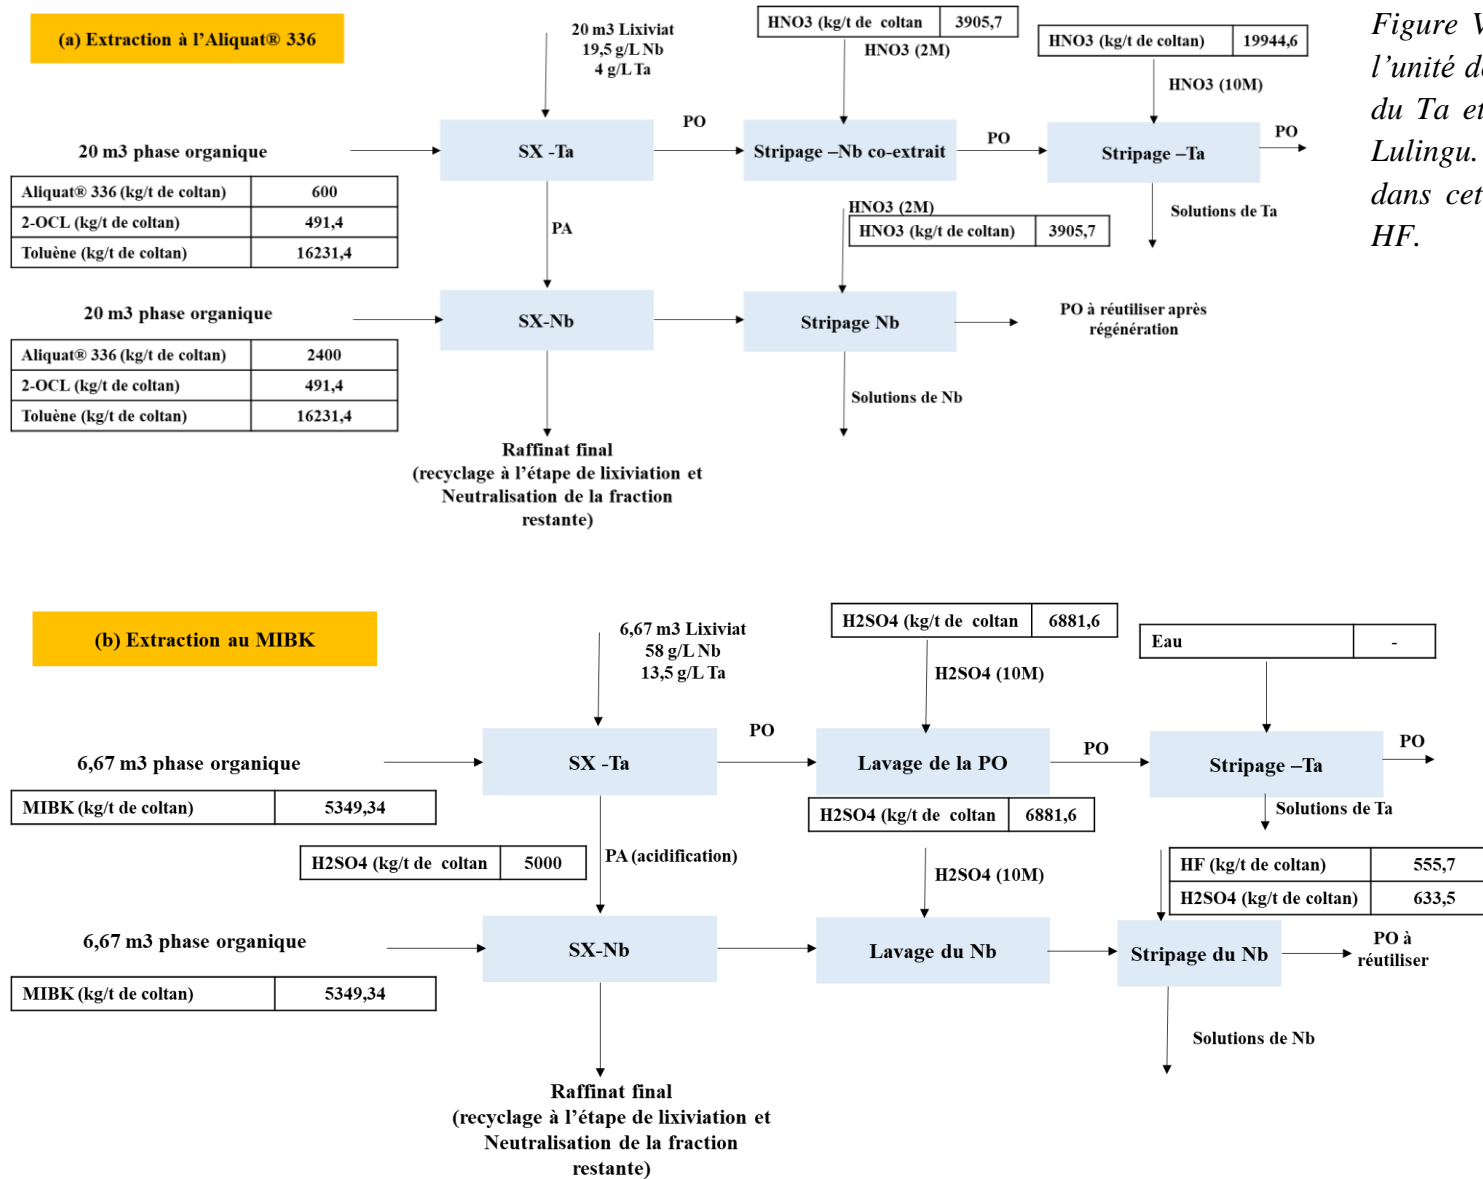 (a) Extraction à l'Aliquat® 336
20 m3 Lixiviat
19,5 g/L Nb
4 g/L Ta
HNO3 (kg/t de coltan 3905,7
HNO3 (2M)
HNO3 (kg/t de coltan) 19944,6
HNO3 (10M)
20 m3 phase organique
SX -Ta
PO
Stripage –Nb co-extrait
PO
Stripage –Ta
PO
Aliquat® 336 (kg/t de coltan) 600
2-OCL (kg/t de coltan) 491,4
Toluène (kg/t de coltan) 16231,4
PA
HNO3 (2M)
HNO3 (kg/t de coltan) 3905,7
Solutions de Ta
20 m3 phase organique
SX-Nb
Stripage Nb
PO à réutiliser après
régénération
Aliquat® 336 (kg/t de coltan) 2400
2-OCL (kg/t de coltan) 491,4
Toluène (kg/t de coltan) 16231,4
Solutions de Nb
Raffinat final
(recyclage à l'étape de lixiviation et
Neutralisation de la fraction
restante)
Figure V
l'unité de
du Ta et
Lulingu.
dans cet
HF.
(b) Extraction au MIBK
6,67 m3 Lixiviat
58 g/L Nb
13,5 g/L Ta
H2SO4 (kg/t de coltan 6881,6
H2SO4 (10M)
Eau -
6,67 m3 phase organique
SX -Ta
PO
Lavage de la PO
PO
Stripage –Ta
PO
MIBK (kg/t de coltan) 5349,34
H2SO4 (kg/t de coltan 6881,6
Solutions de Ta
H2SO4 (kg/t de coltan 5000
PA (acidification)
H2SO4 (10M)
HF (kg/t de coltan) 555,7
H2SO4 (kg/t de coltan) 633,5
6,67 m3 phase organique
SX-Nb
Lavage du Nb
Stripage du Nb
PO à
réutiliser
MIBK (kg/t de coltan) 5349,34
Solutions de Nb
Raffinat final
(recyclage à l'étape de lixiviation et
Neutralisation de la fraction
restante)